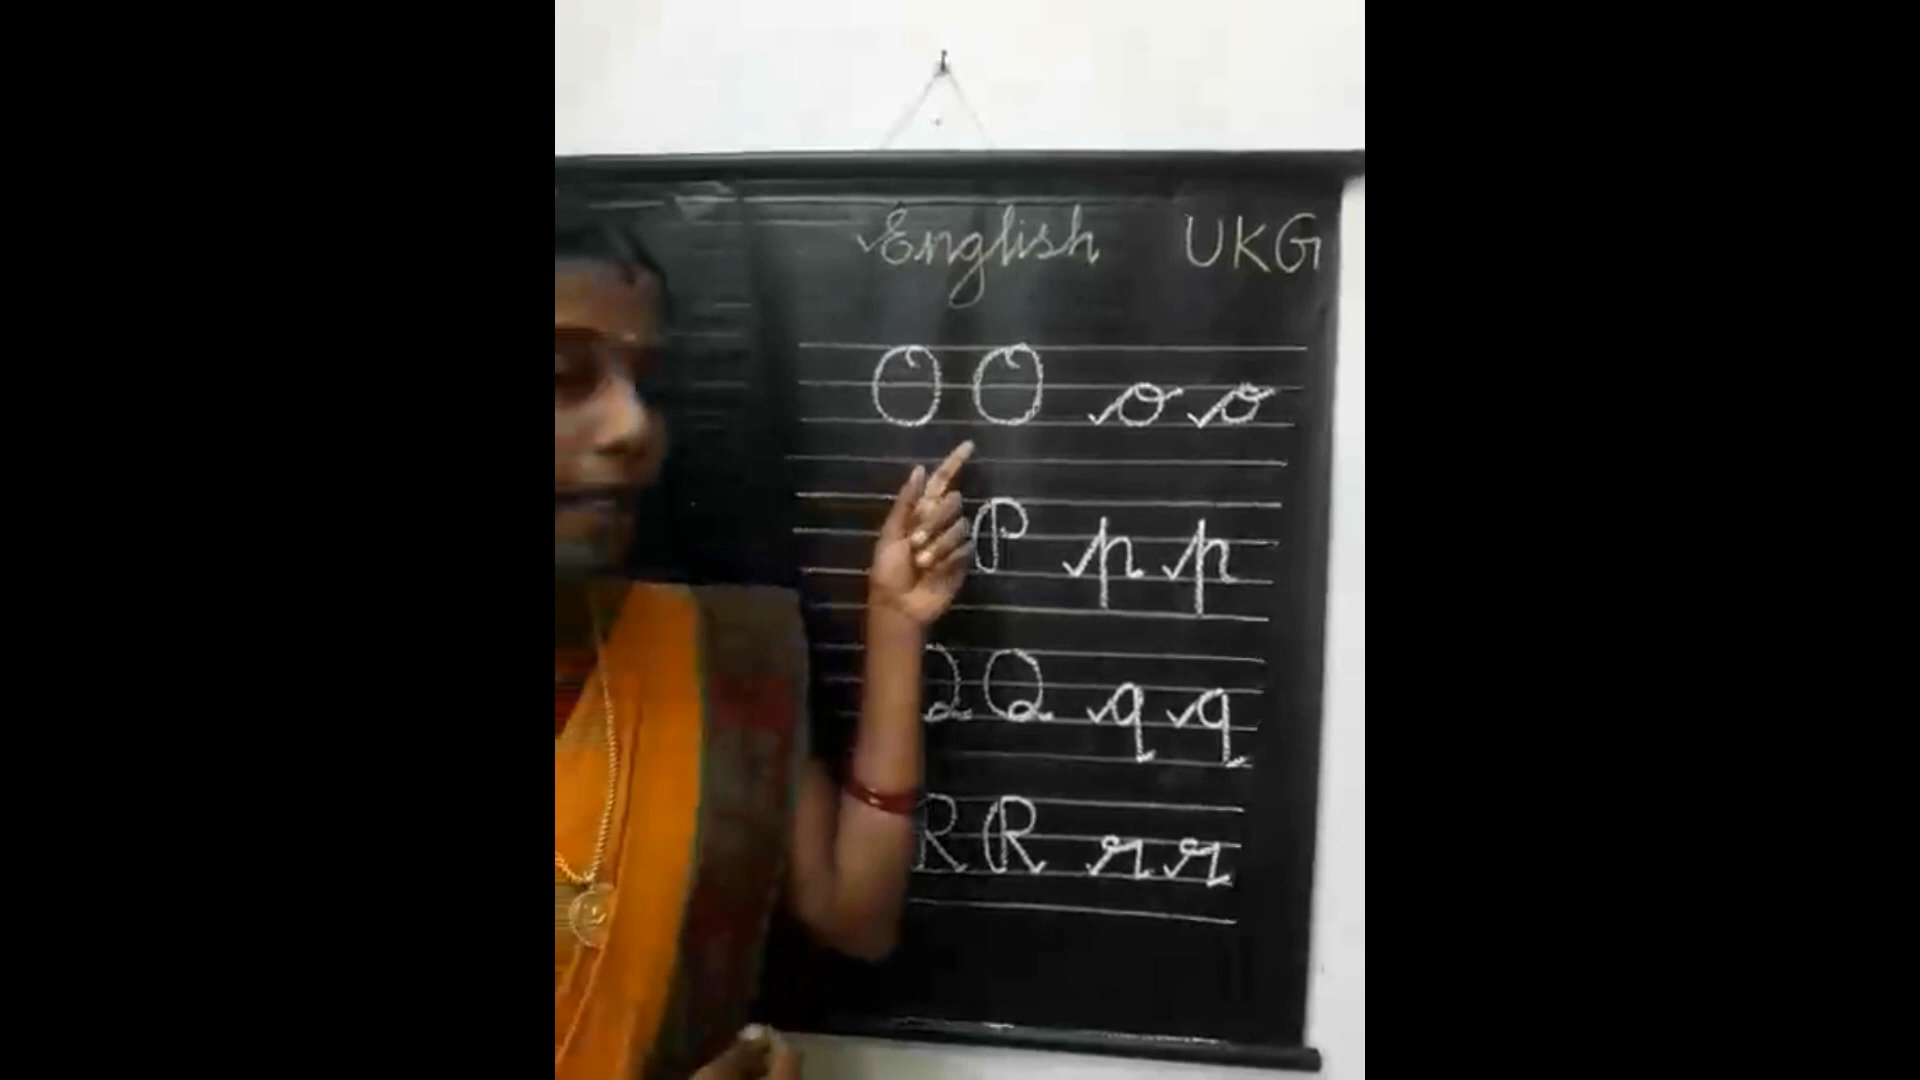 English UKG
O O o o
P p p
Q Q q q
R R r r